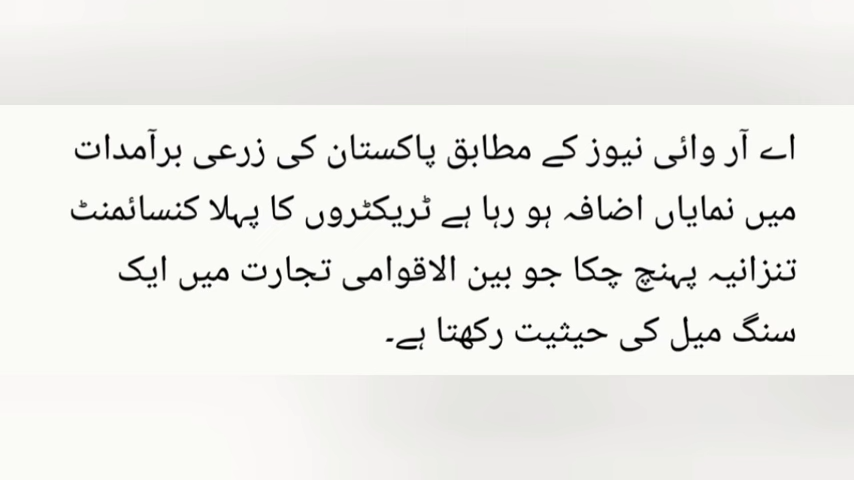 اے آر وائی نیوز کے مطابق پاکستان کی زرعی برآمدات
میں نمایاں اضافہ ہو رہا ہے ٹریکٹروں کا پہلا کنسائمنٹ
تنزانیہ پہنچ چکا جو بین الاقوامی تجارت میں ایک
سنگ میل کی حیثیت رکھتا ہے۔